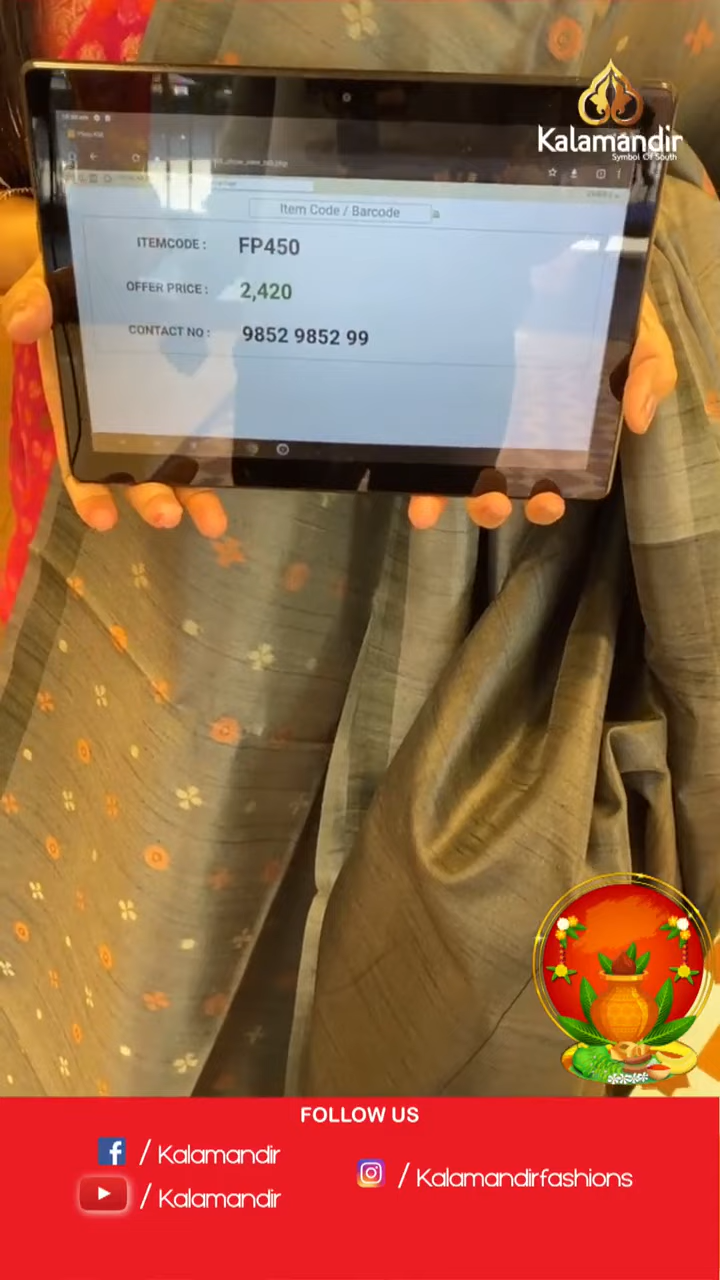 Kalamandir
Symbol Of South
Item Code / Barcode
ITEMCODE : FP450
OFFER PRICE : 2,420
CONTACT NO : 9852 9852 99
FOLLOW US
/ Kalamandir
/ Kalamandir
/ Kalamandirfashions